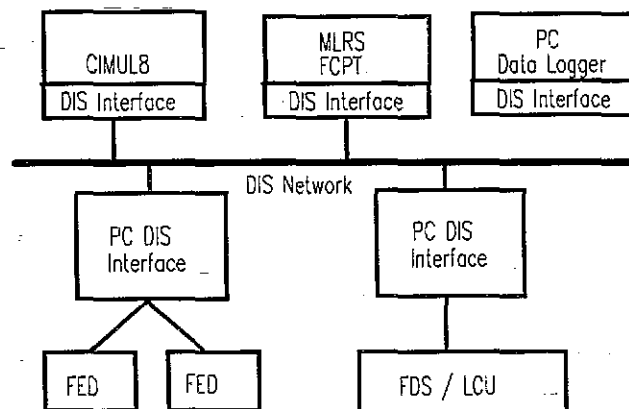 CIMUL8
DIS Interface
MLRS
FCPT
DIS Interface
PC
Data Logger
DIS Interface
DIS Network
PC DIS
Interface
PC DIS
Interface
FED
FED
FDS / LCU